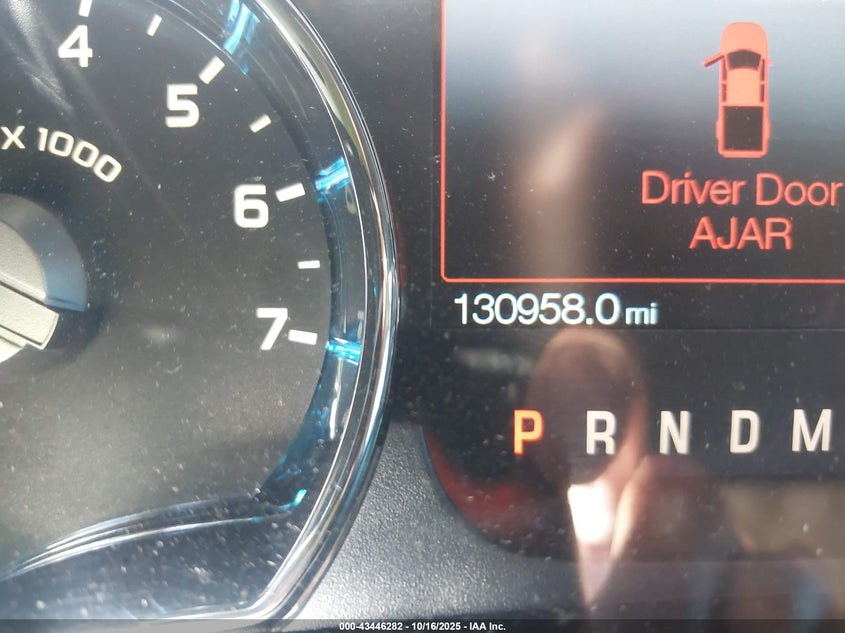 4
5
X 1000
6
7
Driver Door
AJAR
130958.0 mi
P R N D M
000-43446282 - 10/16/2025 - IAA Inc.